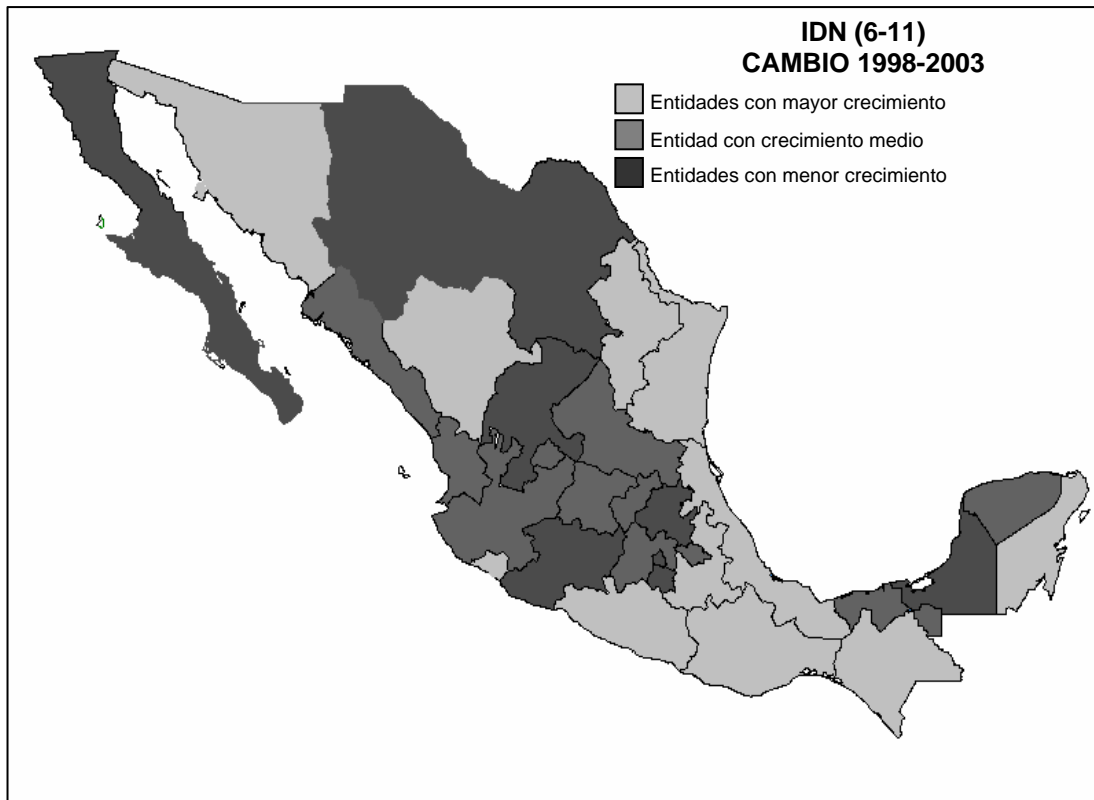 IDN (6-11)
CAMBIO 1998-2003
Entidades con mayor crecimiento
Entidad con crecimiento medio
Entidades con menor crecimiento